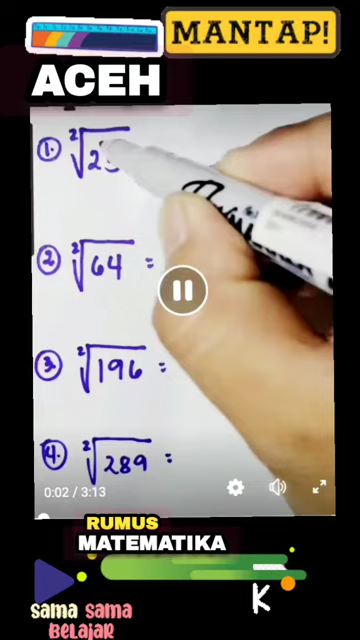 MANTAP!
ACEH
1. ²√2
2. ²√64 =
3. ²√196 =
4. ²√289 =
0:02 / 3:13
RUMUS
MATEMATIKA
K
sama sama
BELAJAR